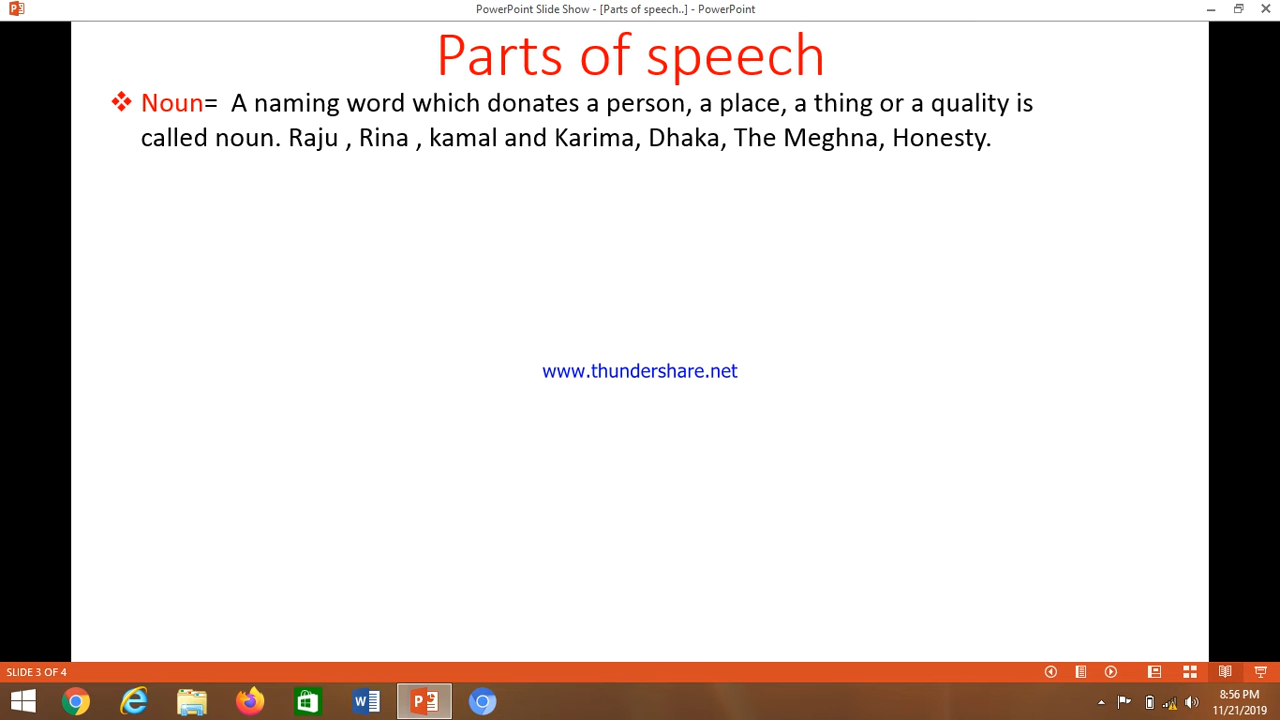 PowerPoint Slide Show - [Parts of speech..] - PowerPoint
Parts of speech
Noun= A naming word which donates a person, a place, a thing or a quality is
called noun. Raju , Rina , kamal and Karima, Dhaka, The Meghna, Honesty.
www.thundershare.net
SLIDE 3 OF 4
8:56 PM
11/21/2019